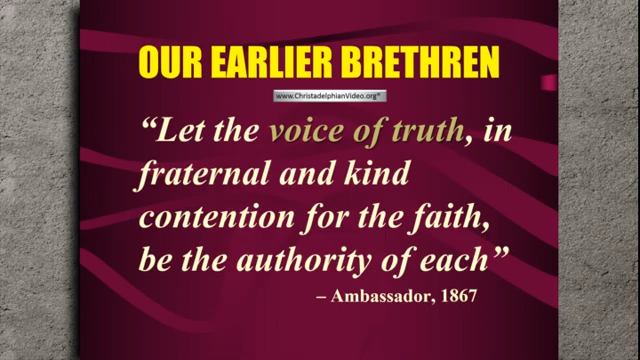 OUR EARLIER BRETHREN
www.ChristadelphianVideo.org®
“Let the voice of truth, in
fraternal and kind
contention for the faith,
be the authority of each”
– Ambassador, 1867